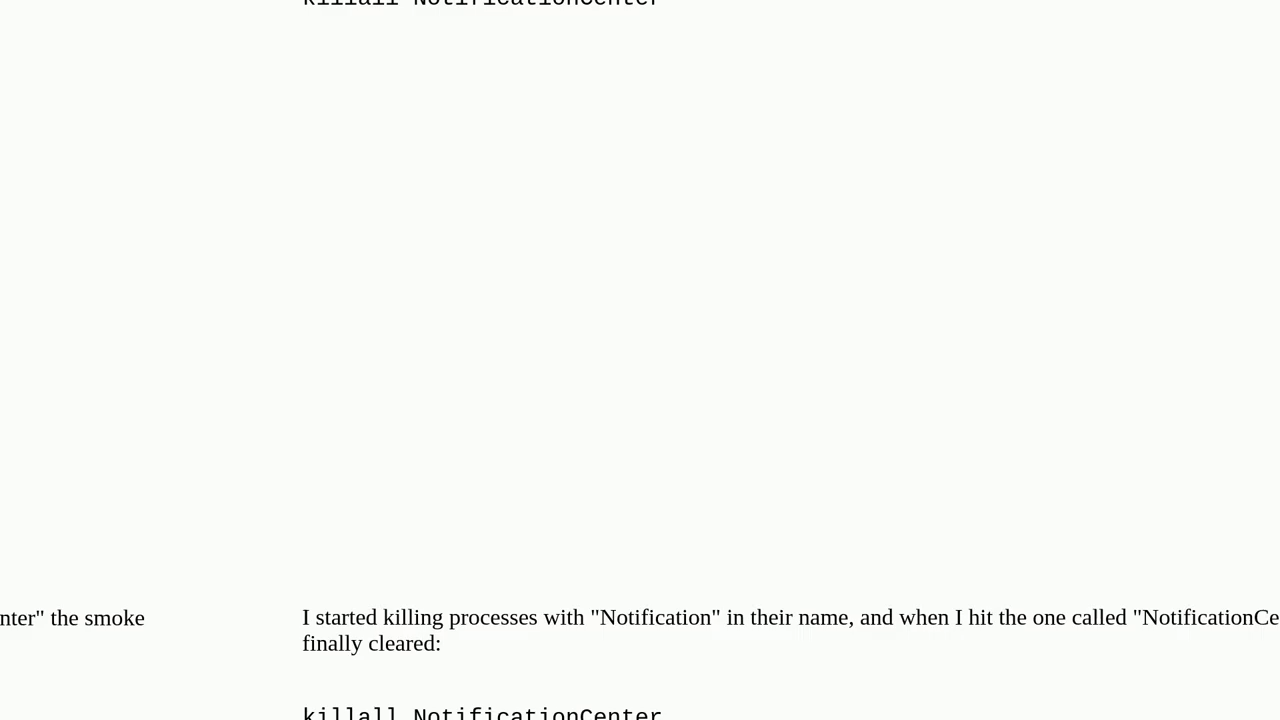 killall NotificationCenter
nter" the smoke
I started killing processes with "Notification" in their name, and when I hit the one called "NotificationCe
finally cleared:
killall NotificationCenter